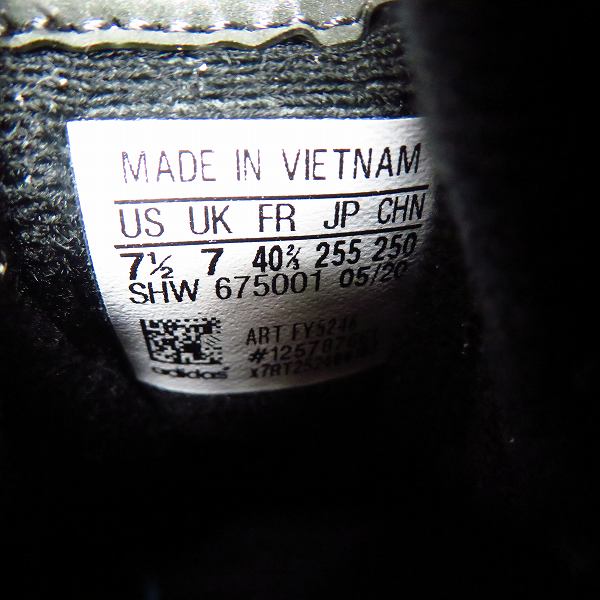 MADE IN VIETNAM
US UK FR JP CHN
7½ 7 40⅔ 255 250
SHW 675001 05/20
ART FY5246
adidas